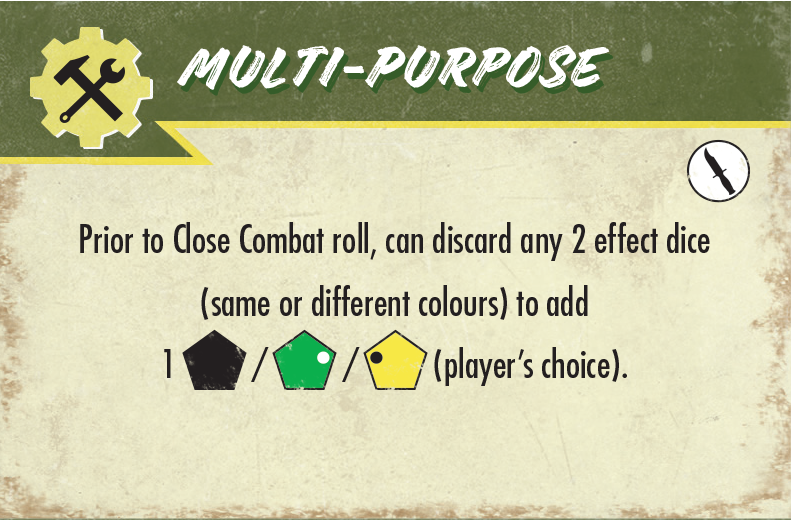 MULTI-PURPOSE
Prior to Close Combat roll, can discard any 2 effect dice
(same or different colours) to add
1 / / (player's choice).